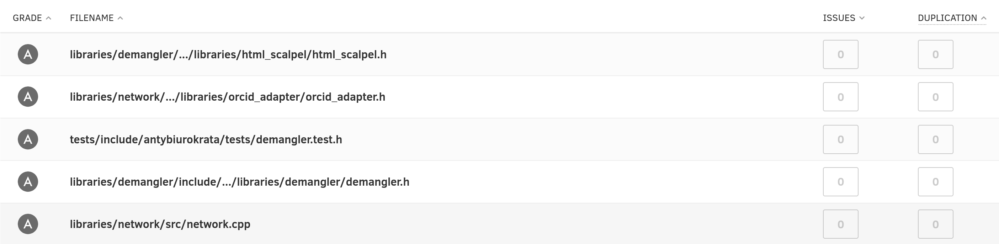 GRADE FILENAME ISSUES DUPLICATION
A libraries/demangler/.../libraries/html_scalpel/html_scalpel.h 0 0
A libraries/network/.../libraries/orcid_adapter/orcid_adapter.h 0 0
A tests/include/antybiurokrata/tests/demangler.test.h 0 0
A libraries/demangler/include/.../libraries/demangler/demangler.h 0 0
A libraries/network/src/network.cpp 0 0